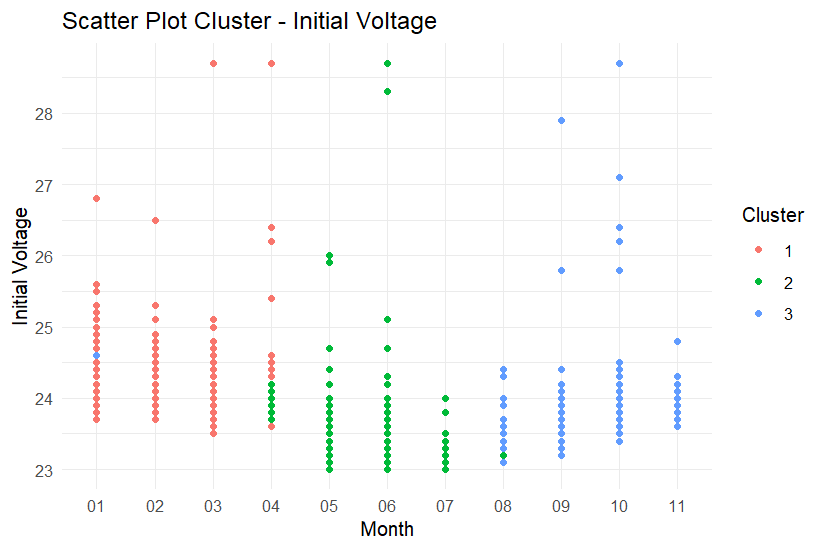 Scatter Plot Cluster - Initial Voltage
Initial Voltage
28
27
26
25
24
23
01 02 03 04 05 06 07 08 09 10 11
Month
Cluster
1
2
3